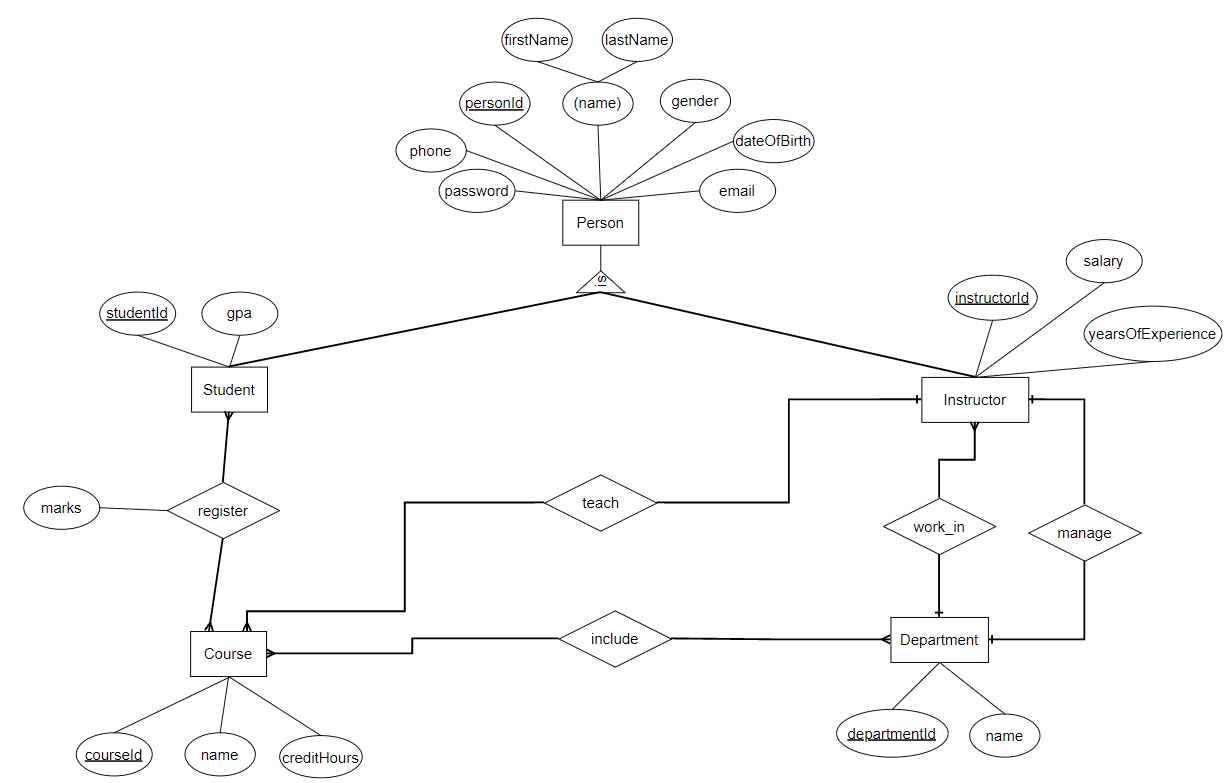 firstName
lastName
personId
(name)
gender
phone
dateOfBirth
password
email
Person
is
studentId
gpa
salary
instructorId
yearsOfExperience
Student
Instructor
marks
register
teach
work_in
manage
Course
include
Department
courseId
name
creditHours
departmentId
name